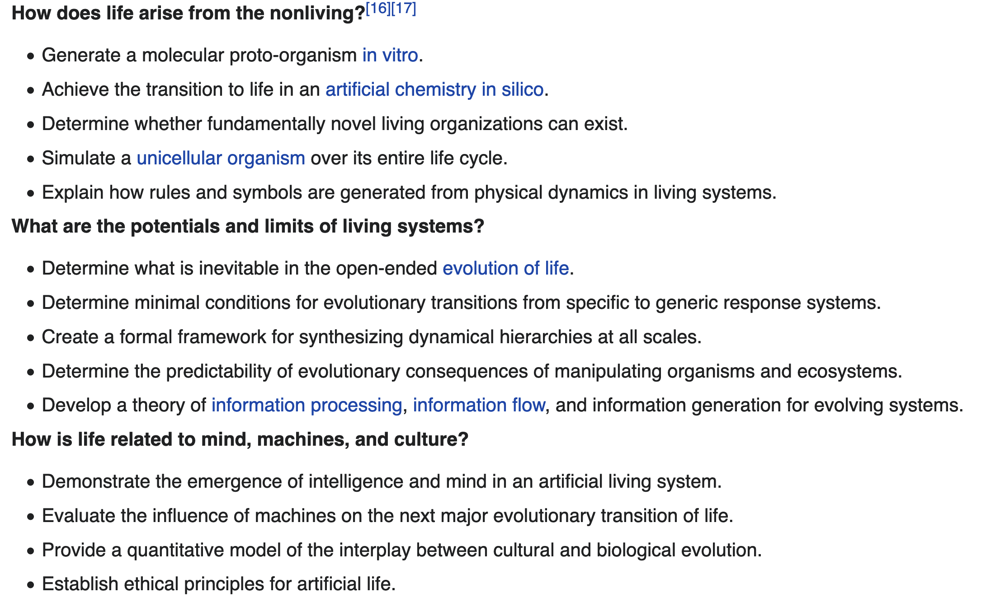 How does life arise from the nonliving?[16][17]
• Generate a molecular proto-organism in vitro.
• Achieve the transition to life in an artificial chemistry in silico.
• Determine whether fundamentally novel living organizations can exist.
• Simulate a unicellular organism over its entire life cycle.
• Explain how rules and symbols are generated from physical dynamics in living systems.
What are the potentials and limits of living systems?
• Determine what is inevitable in the open-ended evolution of life.
• Determine minimal conditions for evolutionary transitions from specific to generic response systems.
• Create a formal framework for synthesizing dynamical hierarchies at all scales.
• Determine the predictability of evolutionary consequences of manipulating organisms and ecosystems.
• Develop a theory of information processing, information flow, and information generation for evolving systems.
How is life related to mind, machines, and culture?
• Demonstrate the emergence of intelligence and mind in an artificial living system.
• Evaluate the influence of machines on the next major evolutionary transition of life.
• Provide a quantitative model of the interplay between cultural and biological evolution.
• Establish ethical principles for artificial life.